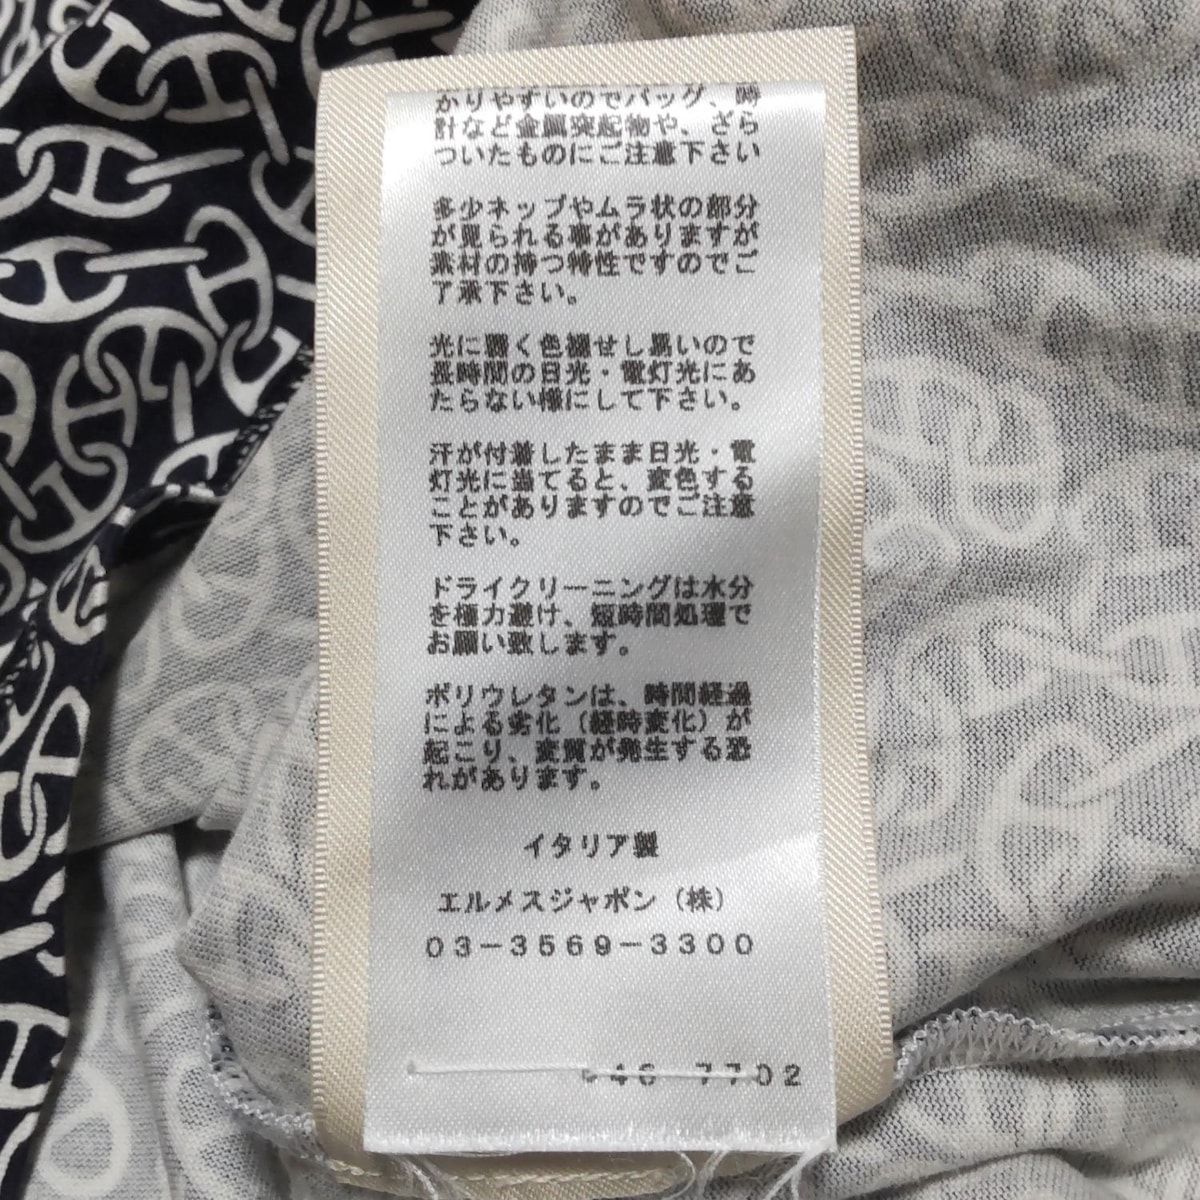 かりやすいのでバッグ、時
計など金属突起物や、ざら
ついたものにご注意下さい
多少ネップやムラ状の部分
が見られる事がありますが
素材の持つ特性ですのでご
了承下さい。
光に弱く色褪せし易いので
長時間の日光・電灯光にあ
たらない様にして下さい。
汗が付着したまま日光・電
灯光に当てると、変色する
ことがありますのでご注意
下さい。
ドライクリーニングは水分
を極力避け、短時間処理で
お願い致します。
ポリウレタンは、時間経過
による劣化（経時変化）が
起こり、変質が発生する恐
れがあります。
イタリア製
エルメスジャポン（株）
03-3569-3300
7702